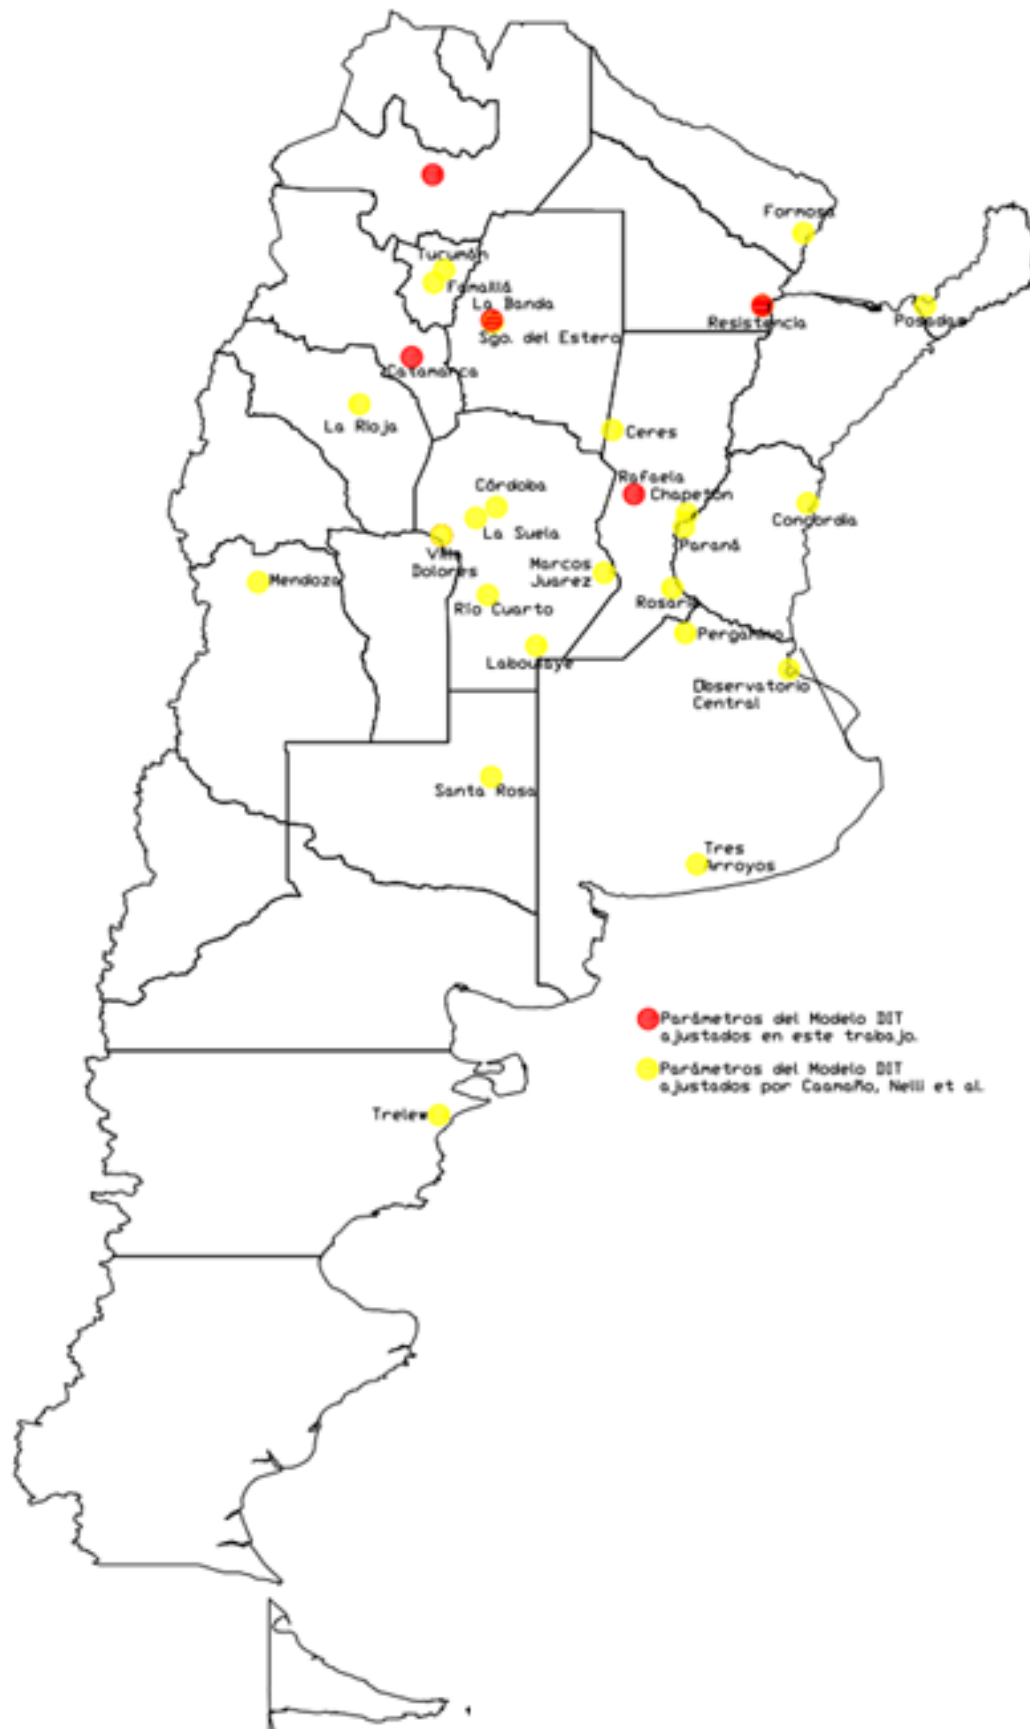 Formosa
Tucumán
Famaillá
La Banda
Posadas
Resistencia
Sgo. del Estero
Catamarca
La Rioja
Ceres
Rafaela
Córdoba
Chapetón
Concordia
La Suela
Paraná
Villa
Dolores
Marcos
Juarez
Mendoza
Río Cuarto
Rosario
Pergamino
Laboulaye
Observatorio
Central
Santa Rosa
Tres
Arroyos
Parámetros del Modelo DIT
ajustados en este trabajo.
Parámetros del Modelo DIT
ajustados por Caamaño, Nelli et al.
Trelew